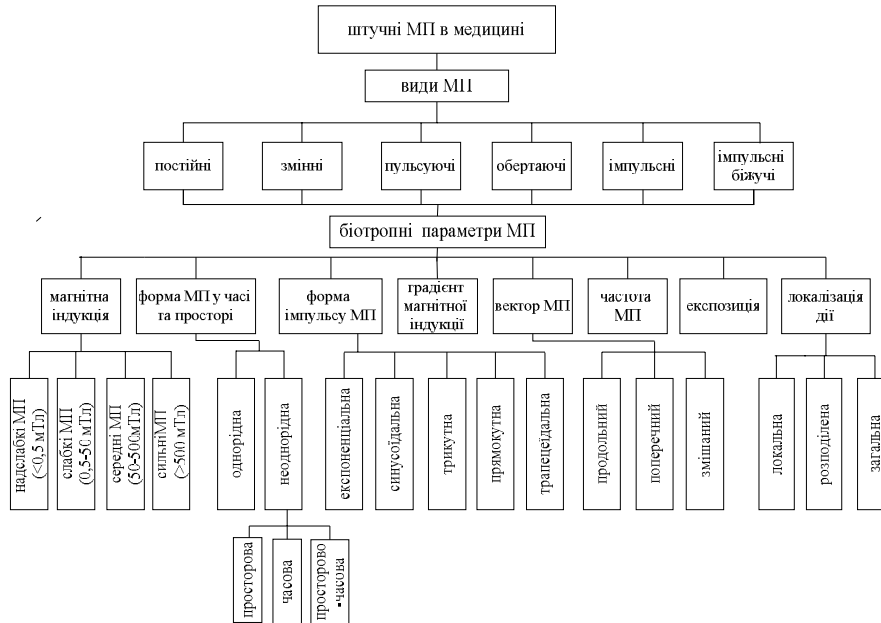 штучні МП в медицині
види МП
постійні
змінні
пульсуючі
обертаючі
імпульсні
імпульсні
біжучі
біотропні параметри МП
магнітна
індукція
форма МП у часі
та просторі
форма
імпульсу МП
градієнт
магнітної
індукції
вектор МП
частота
МП
експозиція
локалізація
дії
надслабкі МП
(<0,5 мТл)
слабкі МП
(0,5-50 мТл)
середні МП
(50-500мТл)
сильніМП
(>500 мТл)
однорідна
неоднорідна
експоненціальна
синусоїдальна
трикутна
прямокутна
трапецеїдальна
продольний
поперечний
змішаний
локальна
розподілена
загальна
просторова
часова
просторово
-часова